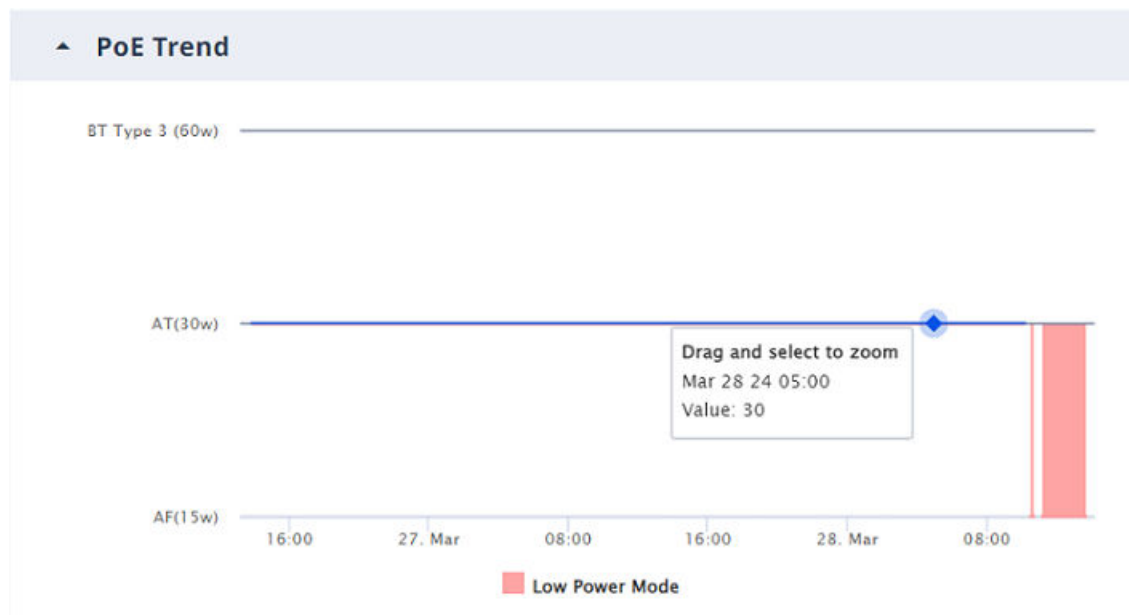 PoE Trend
BT Type 3 (60w)
AT(30w)
Drag and select to zoom
Mar 28 24 05:00
Value: 30
AF(15w)
16:00 27. Mar 08:00 16:00 28. Mar 08:00
Low Power Mode